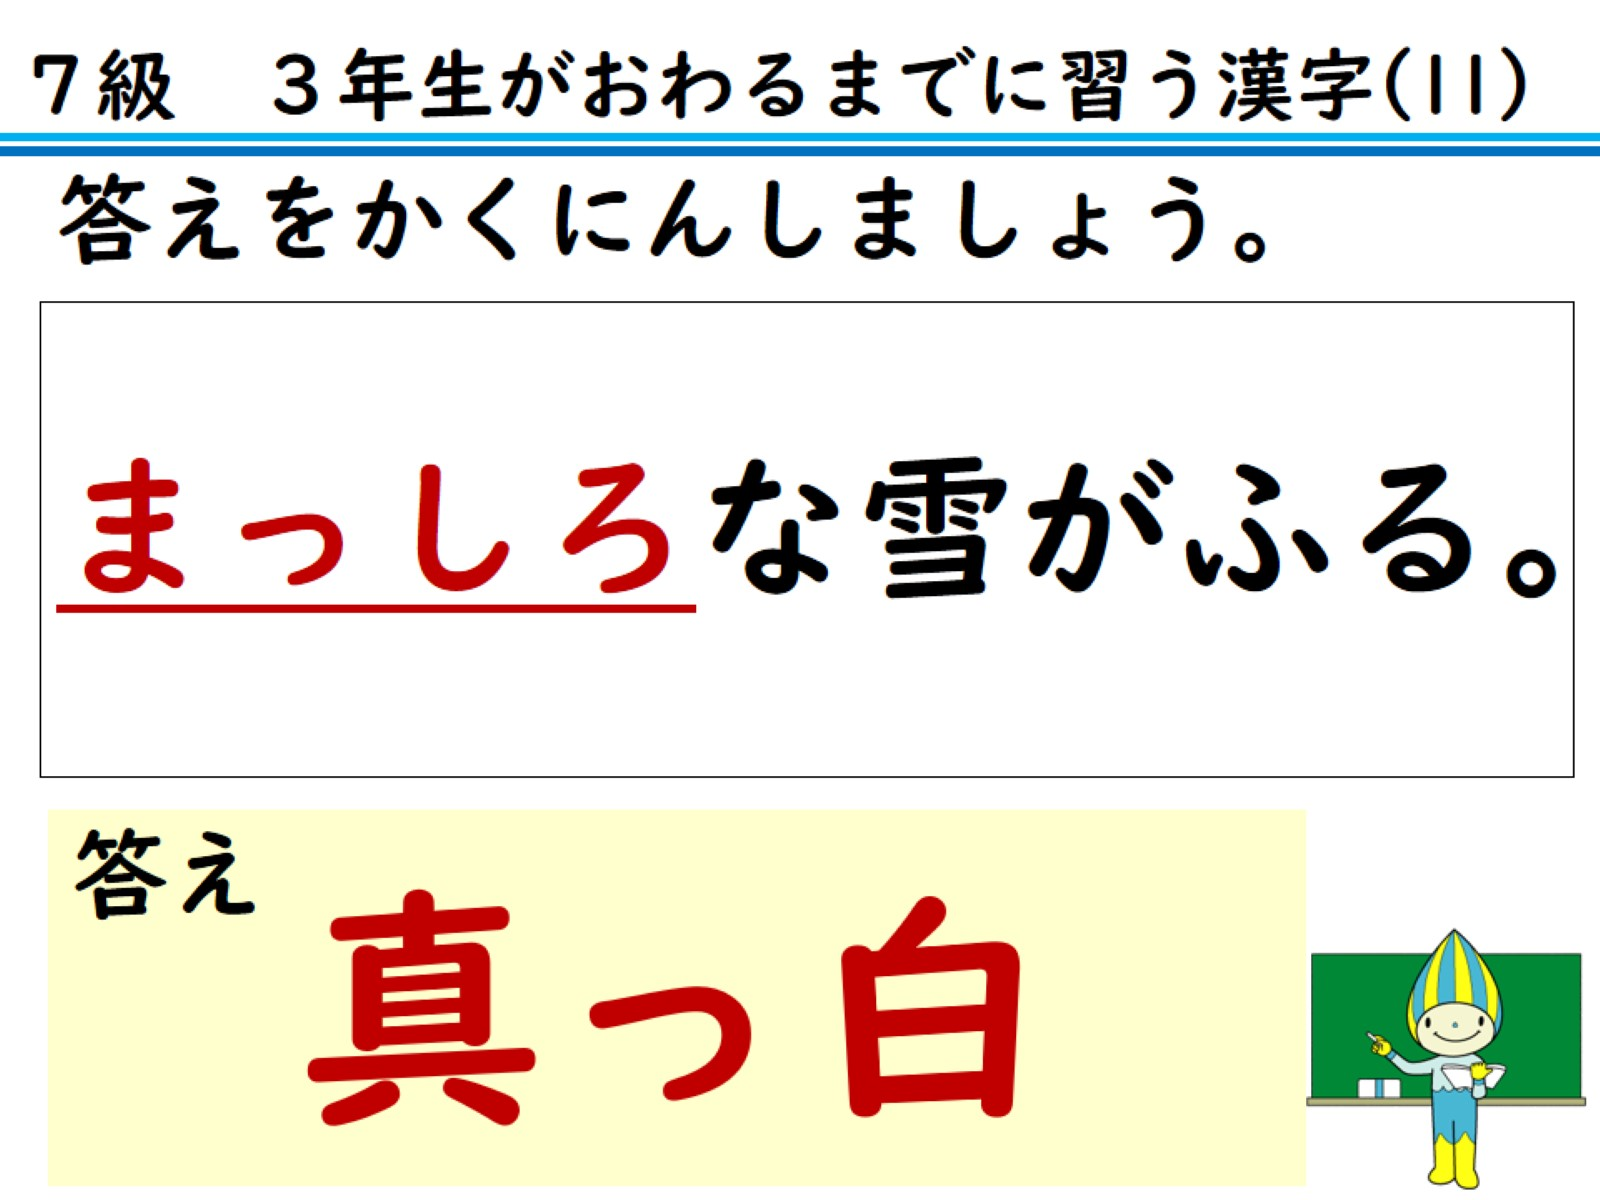 ７級　３年生がおわるまでに習う漢字(11)
答えをかくにんしましょう。
まっしろな雪がふる。
答え
真っ白